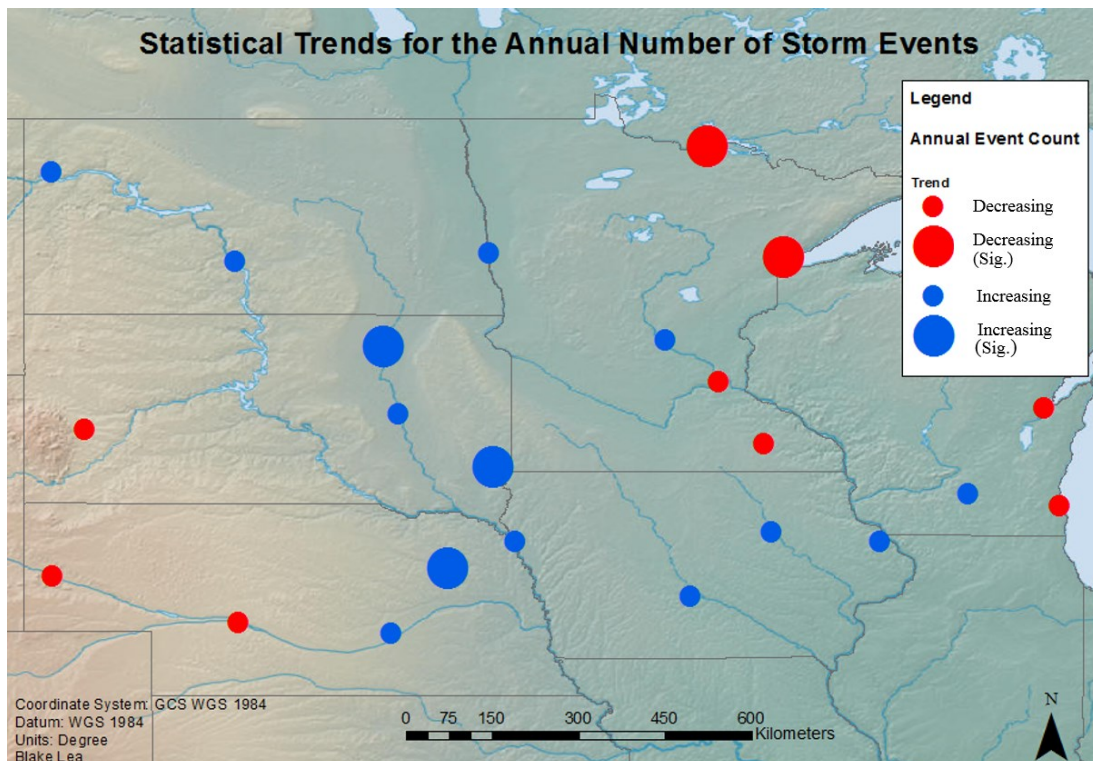 Statistical Trends for the Annual Number of Storm Events
Legend
Annual Event Count
Trend
Decreasing
Decreasing
(Sig.)
Increasing
Increasing
(Sig.)
Coordinate System: GCS WGS 1984
Datum: WGS 1984
Units: Degree
Blake Lea
0 75 150 300 450 600
Kilometers
N